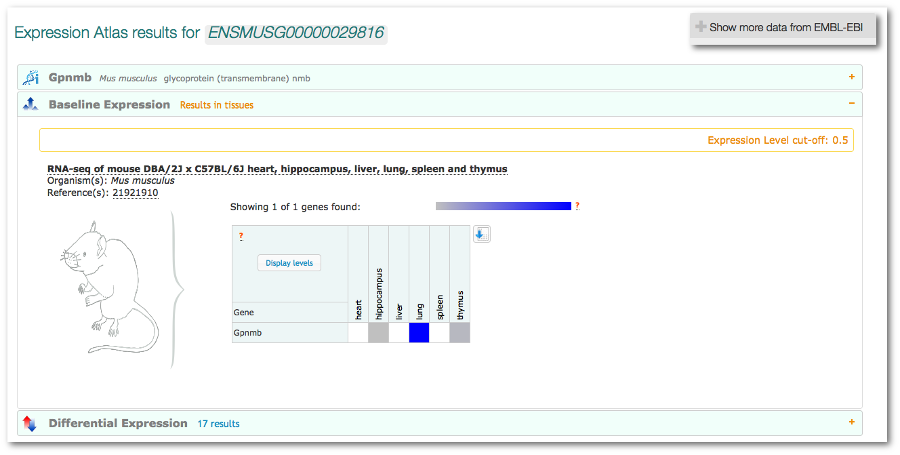 Expression Atlas results for ENSMUSG00000029816
Show more data from EMBL-EBI
Gpnmb Mus musculus glycoprotein (transmembrane) nmb
Baseline Expression Results in tissues
Expression Level cut-off: 0.5
RNA-seq of mouse DBA/2J x C57BL/6J heart, hippocampus, liver, lung, spleen and thymus
Organism(s): Mus musculus
Reference(s): 21921910
Showing 1 of 1 genes found:
?
?
Display levels
heart
hippocampus
liver
lung
spleen
thymus
Gene
Gpnmb
Differential Expression 17 results